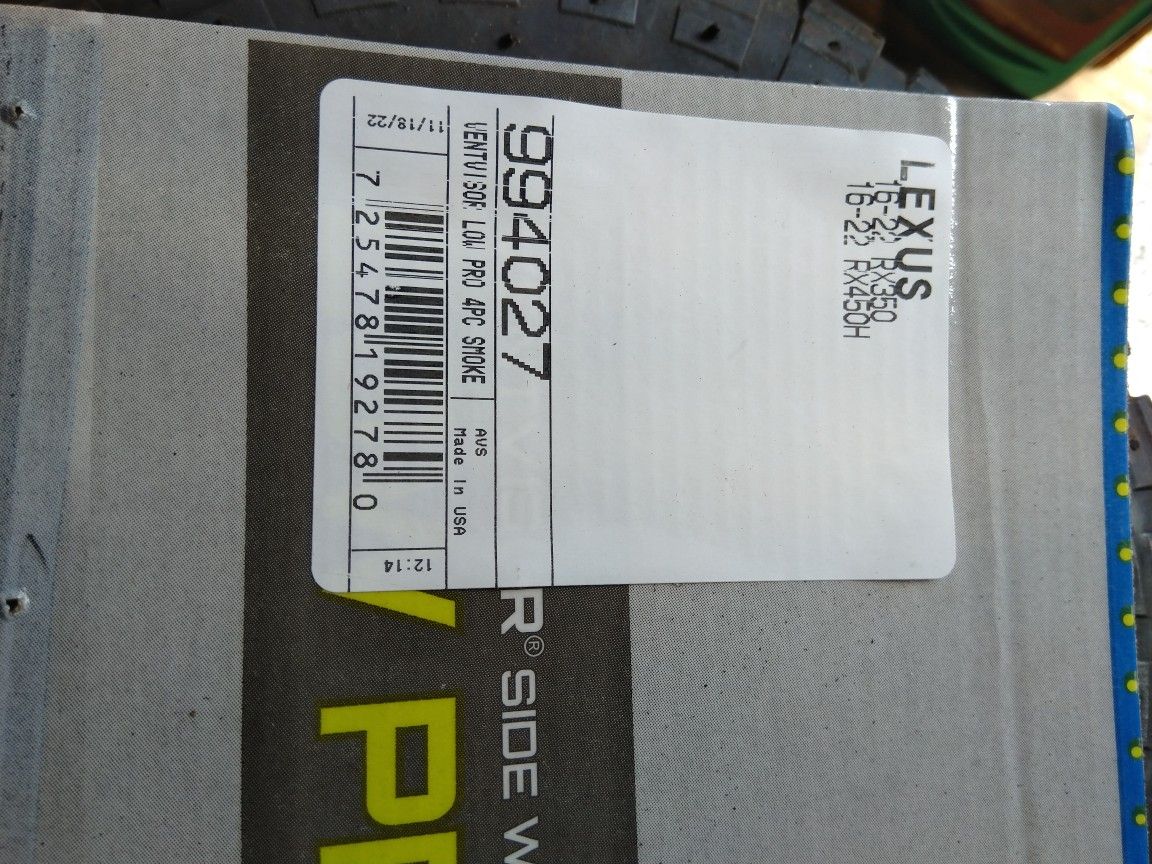 LEXUS
16-22 RX350
16-22 RX450H
994027
VENTVISOR LOW PRO 4PC SMOKE
AVS
Made In USA
11/18/22
7 25478 19278 0
12:14
R® SIDE W